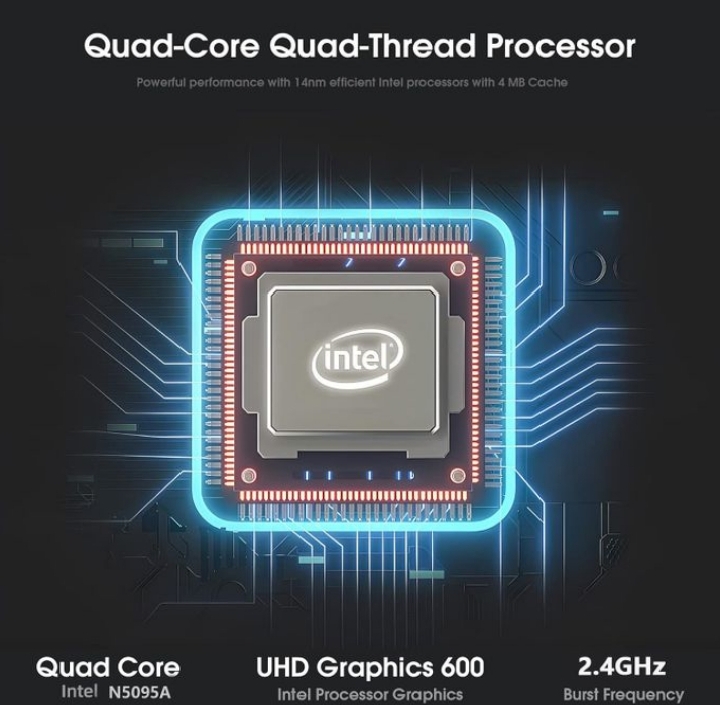 Quad-Core Quad-Thread Processor
Powerful performance with 14nm efficient Intel processors with 4 MB Cache
intel
Quad Core UHD Graphics 600 2.4GHz
Intel N5095A Intel Processor Graphics Burst Frequency